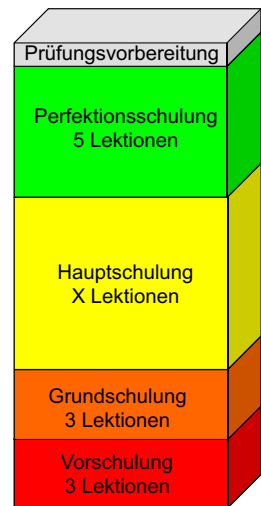 Prüfungsvorbereitung
Perfektionsschulung
5 Lektionen
Hauptschulung
X Lektionen
Grundschulung
3 Lektionen
Vorschulung
3 Lektionen